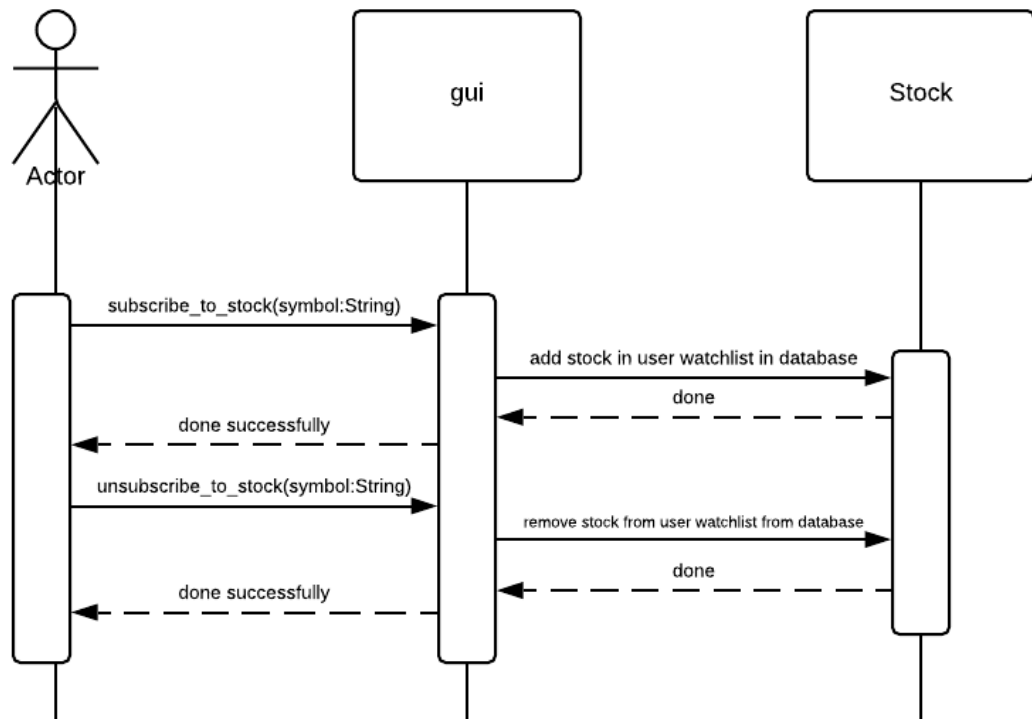 gui
Stock
Actor
subscribe_to_stock(symbol:String)
add stock in user watchlist in database
done
done successfully
unsubscribe_to_stock(symbol:String)
remove stock from user watchlist from database
done
done successfully